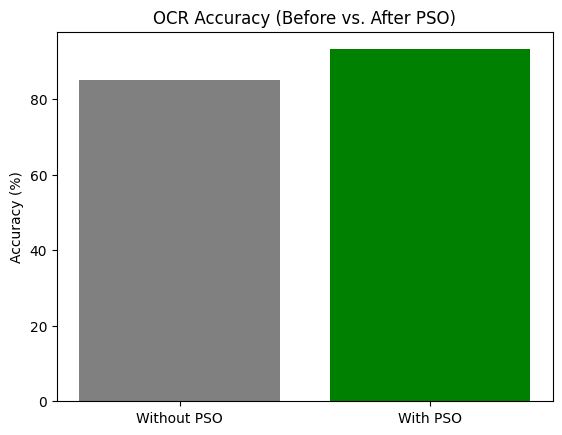 OCR Accuracy (Before vs. After PSO)
Accuracy (%)
80
60
40
20
0
Without PSO
With PSO